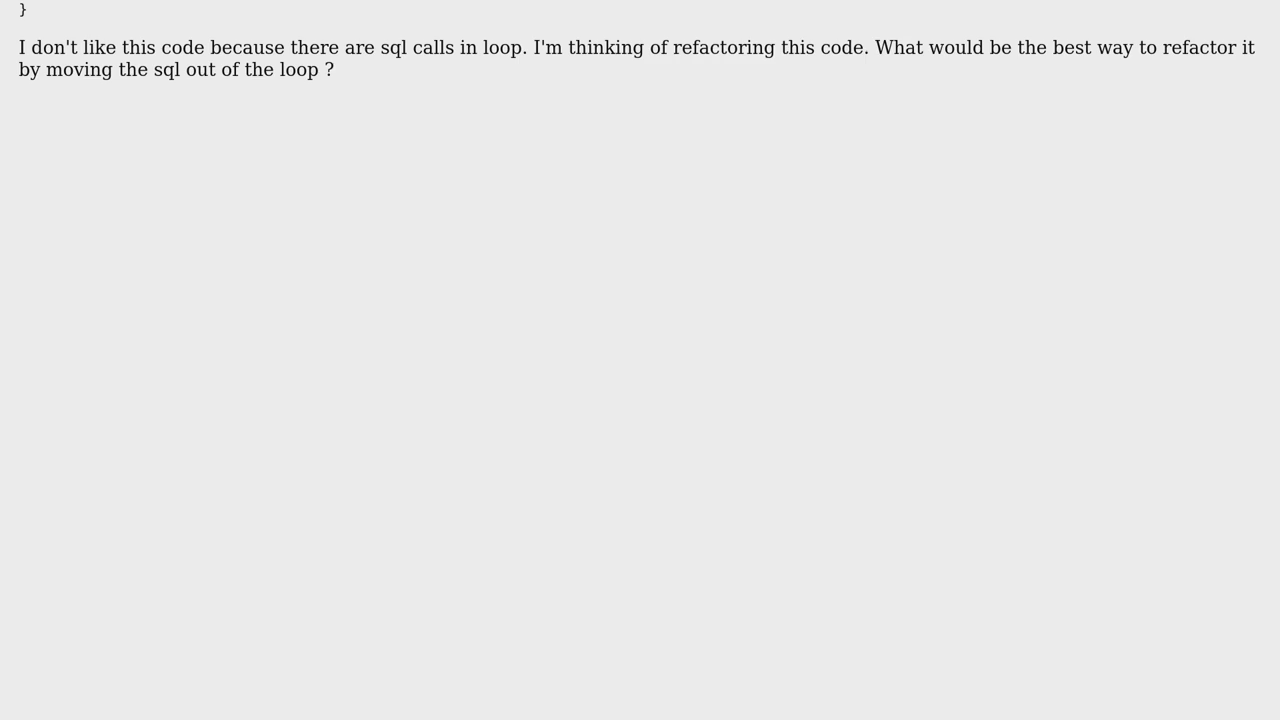 }
I don't like this code because there are sql calls in loop. I'm thinking of refactoring this code. What would be the best way to refactor it
by moving the sql out of the loop ?